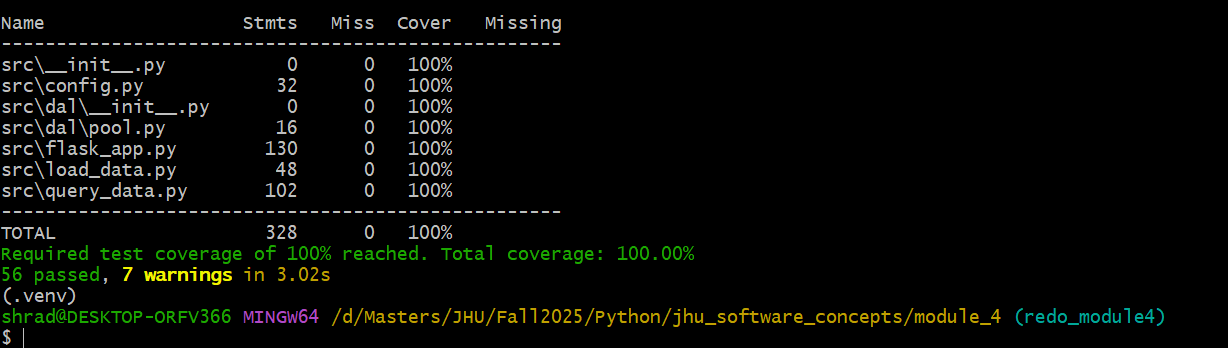 Name                  Stmts   Miss  Cover   Missing
---------------------------------------------------
src\__init__.py           0      0   100%
src\config.py            32      0   100%
src\dal\__init__.py       0      0   100%
src\dal\pool.py          16      0   100%
src\flask_app.py        130      0   100%
src\load_data.py         48      0   100%
src\query_data.py       102      0   100%
---------------------------------------------------
TOTAL                   328      0   100%
Required test coverage of 100% reached. Total coverage: 100.00%
56 passed, 7 warnings in 3.02s
(.venv)
shrad@DESKTOP-ORFV366 MINGW64 /d/Masters/JHU/Fall2025/Python/jhu_software_concepts/module_4 (redo_module4)
$